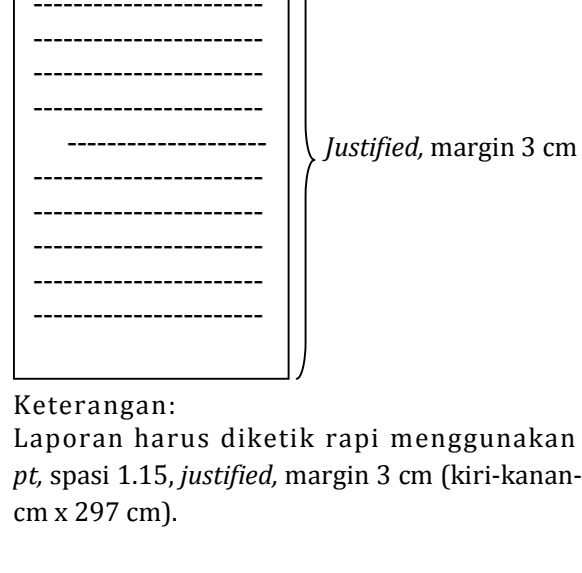 -----------------------
-----------------------
-----------------------
-----------------------
--------------------
Justified, margin 3 cm
-----------------------
-----------------------
-----------------------
-----------------------
-----------------------
Keterangan:
Laporan harus diketik rapi menggunakan
pt, spasi 1.15, justified, margin 3 cm (kiri-kanan-
cm x 297 cm).